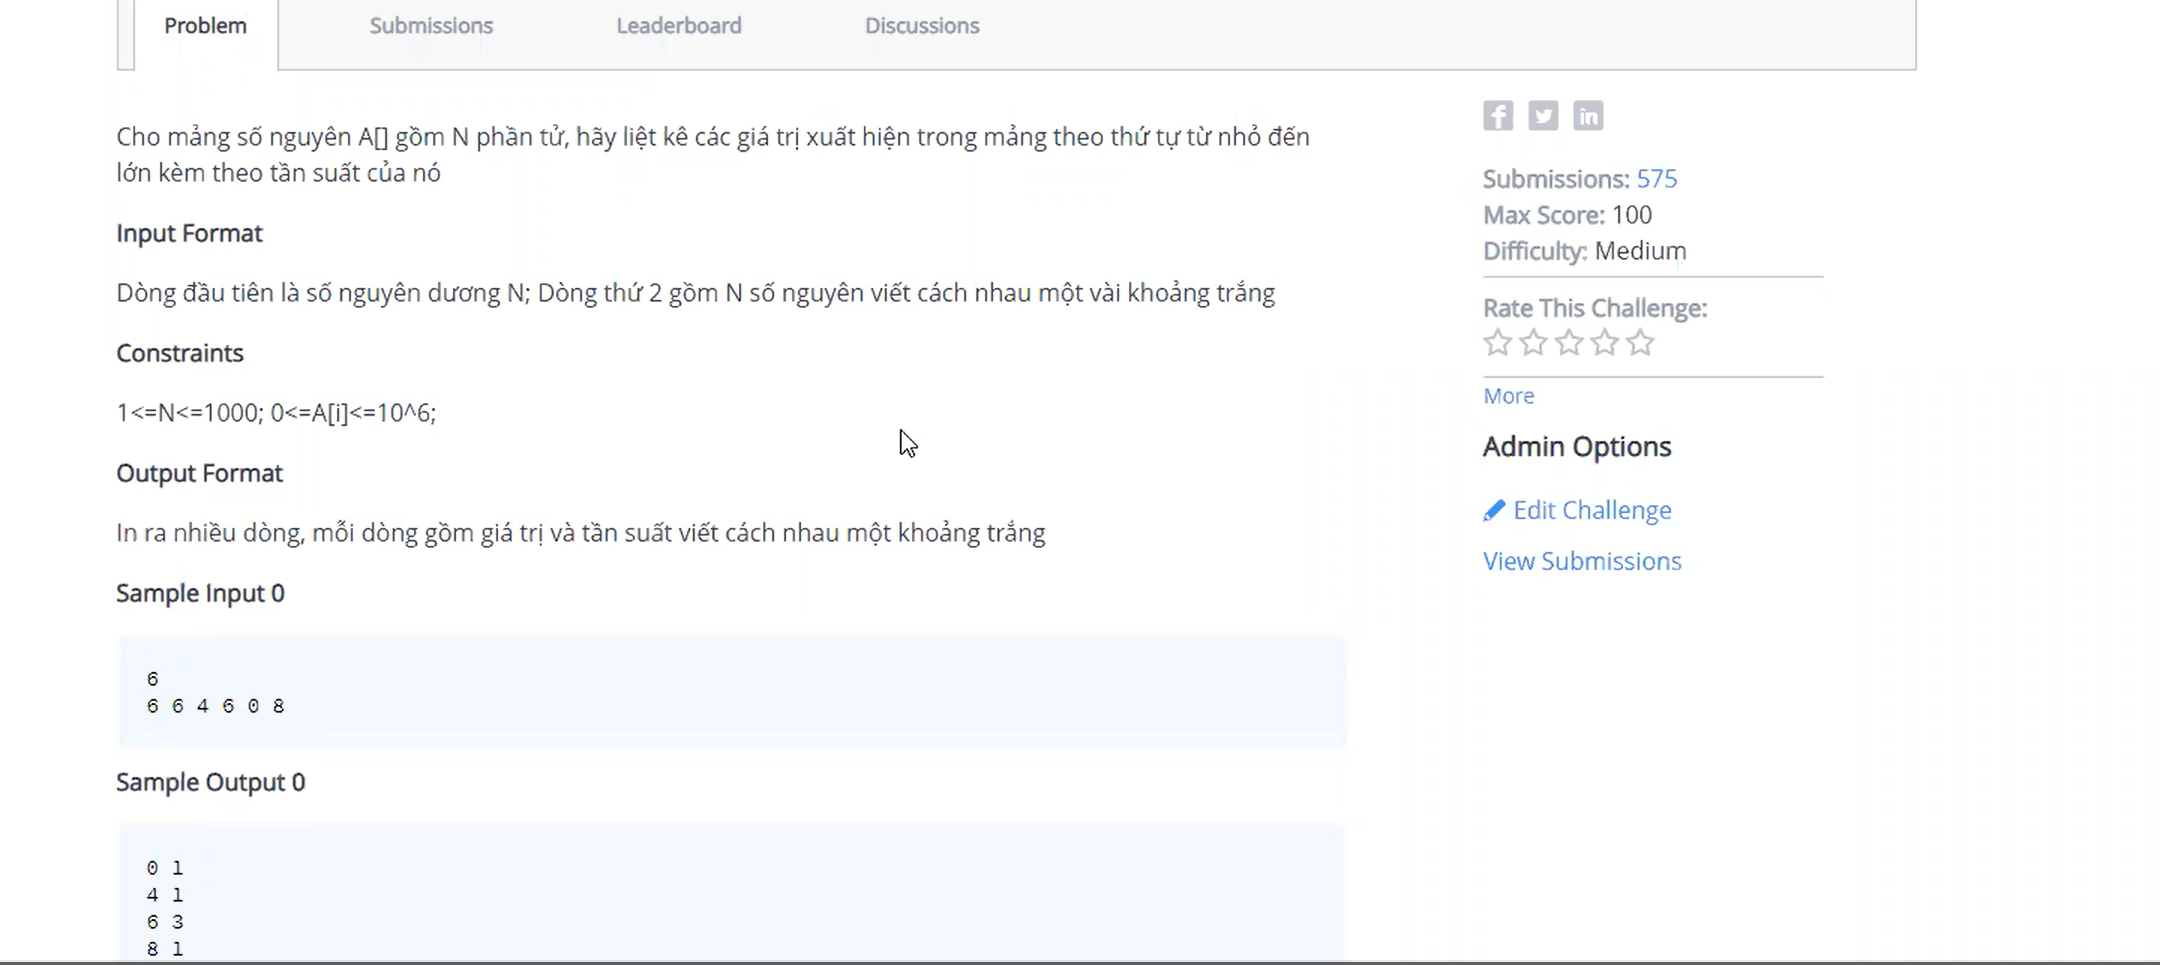 Problem
Submissions
Leaderboard
Discussions
Cho mảng số nguyên A[] gồm N phần tử, hãy liệt kê các giá trị xuất hiện trong mảng theo thứ tự từ nhỏ đến
lớn kèm theo tần suất của nó
Input Format
Dòng đầu tiên là số nguyên dương N; Dòng thứ 2 gồm N số nguyên viết cách nhau một vài khoảng trắng
Constraints
1<=N<=1000; 0<=A[i]<=10^6;
Output Format
In ra nhiều dòng, mỗi dòng gồm giá trị và tần suất viết cách nhau một khoảng trắng
Sample Input 0
6
6 6 4 6 0 8
Sample Output 0
0 1
4 1
6 3
8 1
Submissions: 575
Max Score: 100
Difficulty: Medium
Rate This Challenge:
More
Admin Options
Edit Challenge
View Submissions